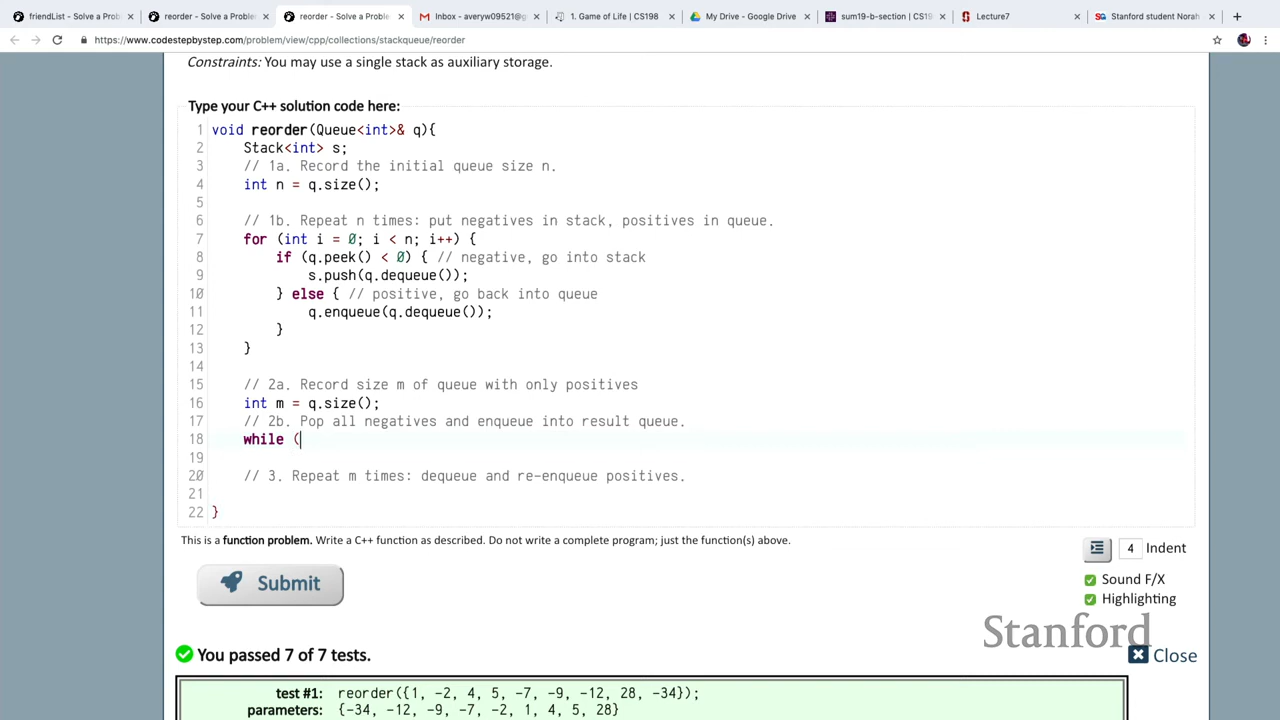 friendList - Solve a Prob
reorder - Solve a Proble
reorder - Solve a Proble
Inbox - averyw09521@g
1. Game of Life | CS198
My Drive - Google Drive
sum19-b-section | CS19
Lecture7
Stanford student Norah
https://www.codestepbystep.com/problem/view/cpp/collections/stackqueue/reorder
Constraints: You may use a single stack as auxiliary storage.
Type your C++ solution code here:
1 void reorder(Queue<int>& q){
2 Stack<int> s;
3 // 1a. Record the initial queue size n.
4 int n = q.size();
5
6 // 1b. Repeat n times: put negatives in stack, positives in queue.
7 for (int i = 0; i < n; i++) {
8 if (q.peek() < 0) { // negative, go into stack
9 s.push(q.dequeue());
10 } else { // positive, go back into queue
11 q.enqueue(q.dequeue());
12 }
13 }
14
15 // 2a. Record size m of queue with only positives
16 int m = q.size();
17 // 2b. Pop all negatives and enqueue into result queue.
18 while (
19
20 // 3. Repeat m times: dequeue and re-enqueue positives.
21
22 }
This is a function problem. Write a C++ function as described. Do not write a complete program; just the function(s) above.
4 Indent
Submit
Sound F/X
Highlighting
Stanford
You passed 7 of 7 tests.
Close
test #1: reorder({1, -2, 4, 5, -7, -9, -12, 28, -34});
parameters: {-34, -12, -9, -7, -2, 1, 4, 5, 28}